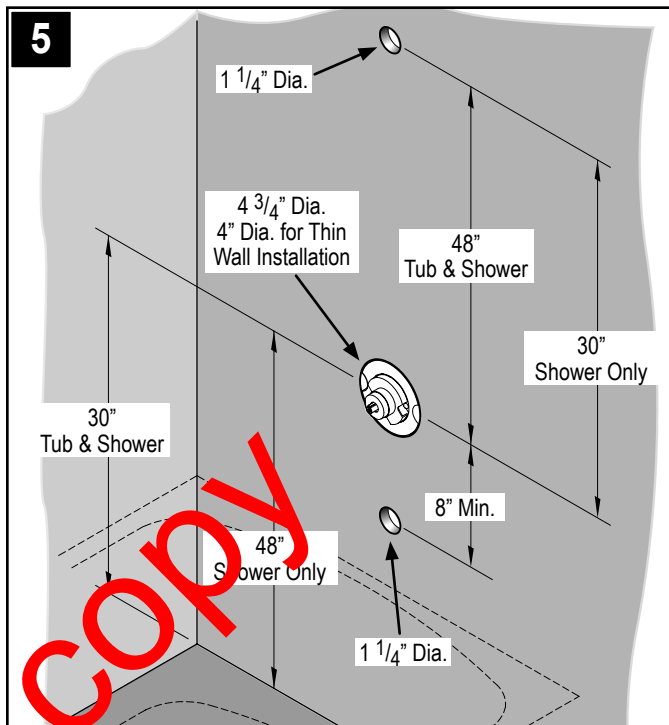 5
1 1/4” Dia.
4 3/4” Dia.
4” Dia. for Thin
Wall Installation
48”
Tub & Shower
30”
Shower Only
30”
Tub & Shower
8” Min.
48”
Shower Only
1 1/4” Dia.
copy